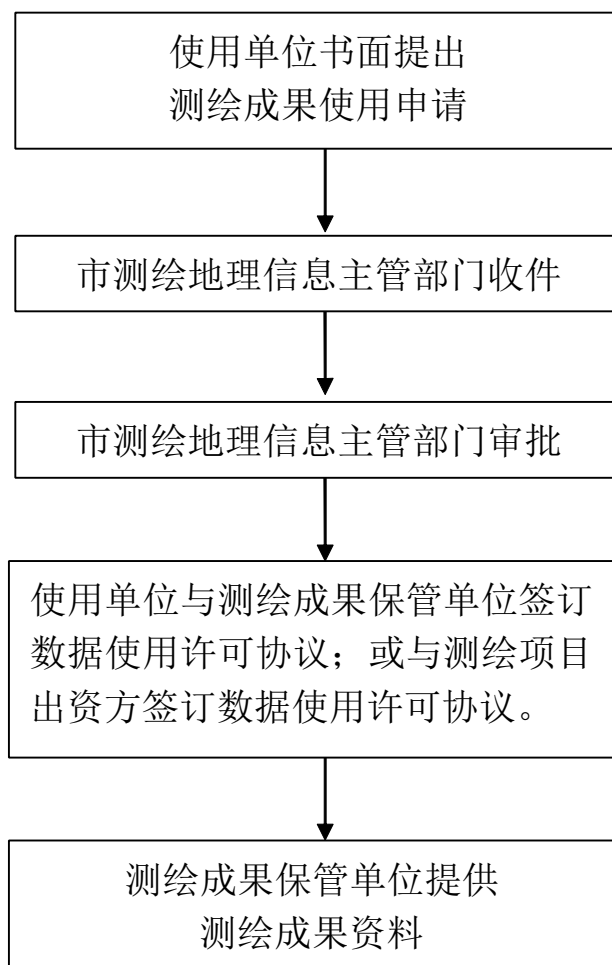 使用单位书面提出
测绘成果使用申请
市测绘地理信息主管部门收件
市测绘地理信息主管部门审批
使用单位与测绘成果保管单位签订
数据使用许可协议；或与测绘项目
出资方签订数据使用许可协议。
测绘成果保管单位提供
测绘成果资料